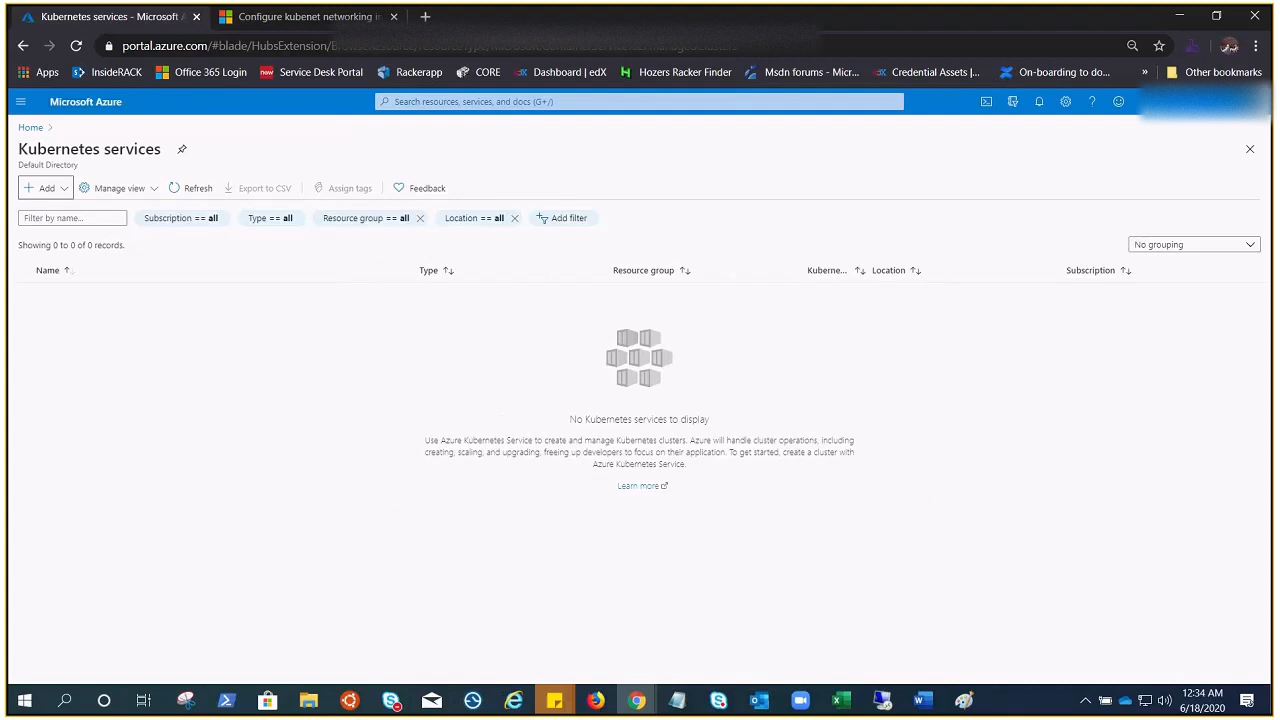 Kubernetes services - Microsoft A
Configure kubenet networking in
portal.azure.com/#blade/HubsExtension/
Apps
InsideRACK
Office 365 Login
now Service Desk Portal
Rackerapp
CORE
Dashboard | edX
Hozers Racker Finder
Msdn forums - Micr...
Credential Assets |...
On-boarding to do...
»
Other bookmarks
Microsoft Azure
Search resources, services, and docs (G+/)
Home >
Kubernetes services
Default Directory
Add
Manage view
Refresh
Export to CSV
Assign tags
Feedback
Filter by name...
Subscription == all
Type == all
Resource group == all
Location == all
Add filter
Showing 0 to 0 of 0 records.
No grouping
Name
Type
Resource group
Kuberne...
Location
Subscription
No Kubernetes services to display
Use Azure Kubernetes Service to create and manage Kubernetes clusters. Azure will handle cluster operations, including
creating, scaling, and upgrading, freeing up developers to focus on their application. To get started, create a cluster with
Azure Kubernetes Service.
Learn more
12:34 AM
6/18/2020